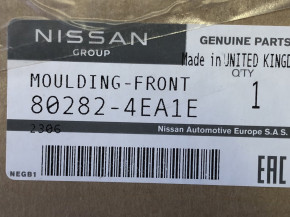 NISSAN
GROUP
GENUINE PARTS
Made in UNITED KINGD
MOULDING-FRONT
QTY
80282-4EA1E
1
2306
Nissan Automotive Europe S.A.S.
NEGB1
EAC